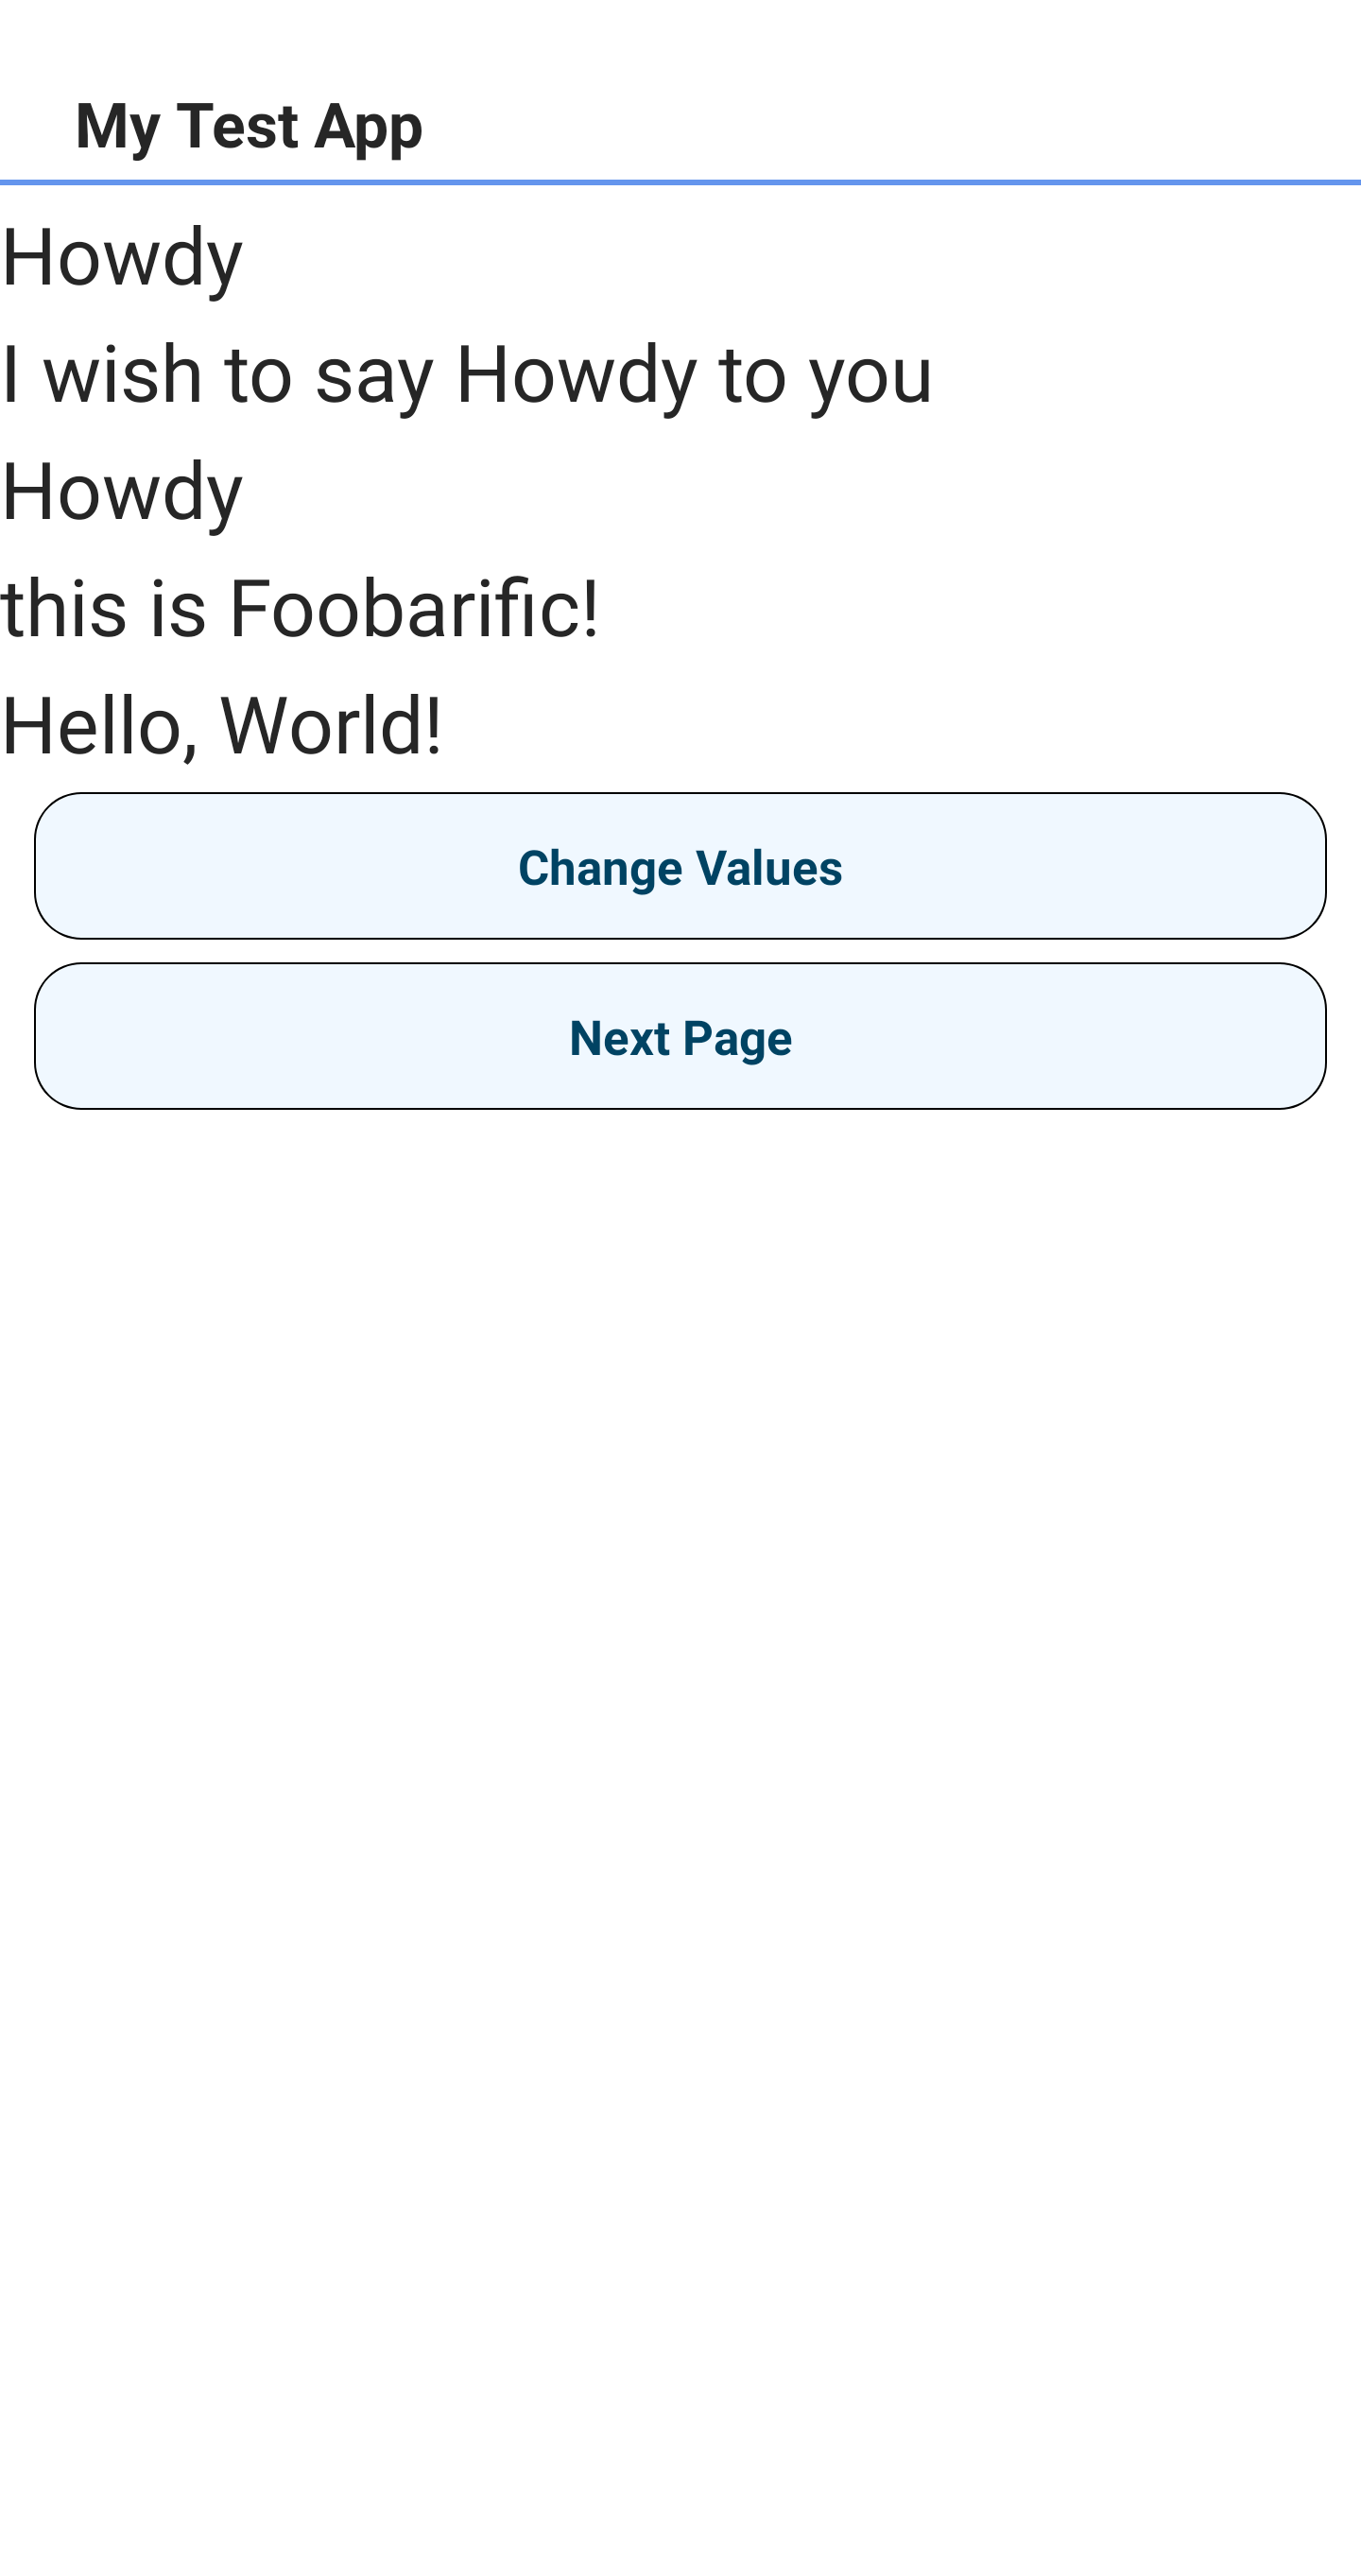 My Test App
Howdy
I wish to say Howdy to you
Howdy
this is Foobarific!
Hello, World!
Change Values
Next Page